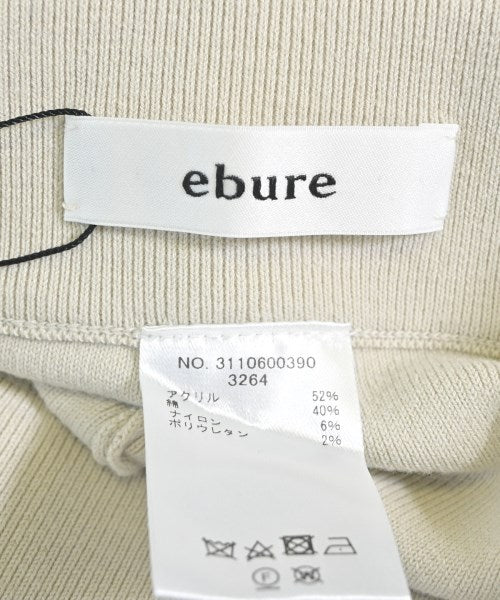 ebure
NO. 3110600390
3264
アクリル 52%
綿 40%
ナイロン 6%
ポリウレタン 2%